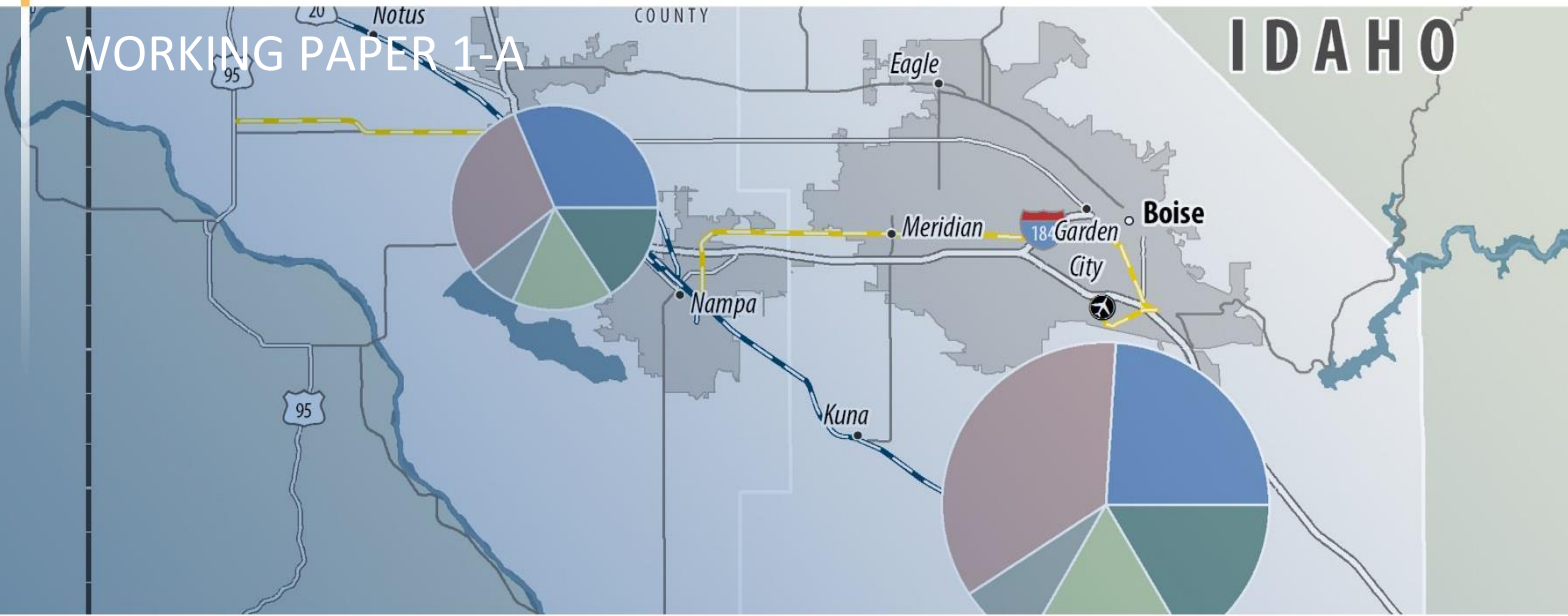 20
Notus
COUNTY
IDAHO
WORKING PAPER 1-A
95
Eagle
Boise
Meridian
184
Garden
City
Nampa
95
Kuna